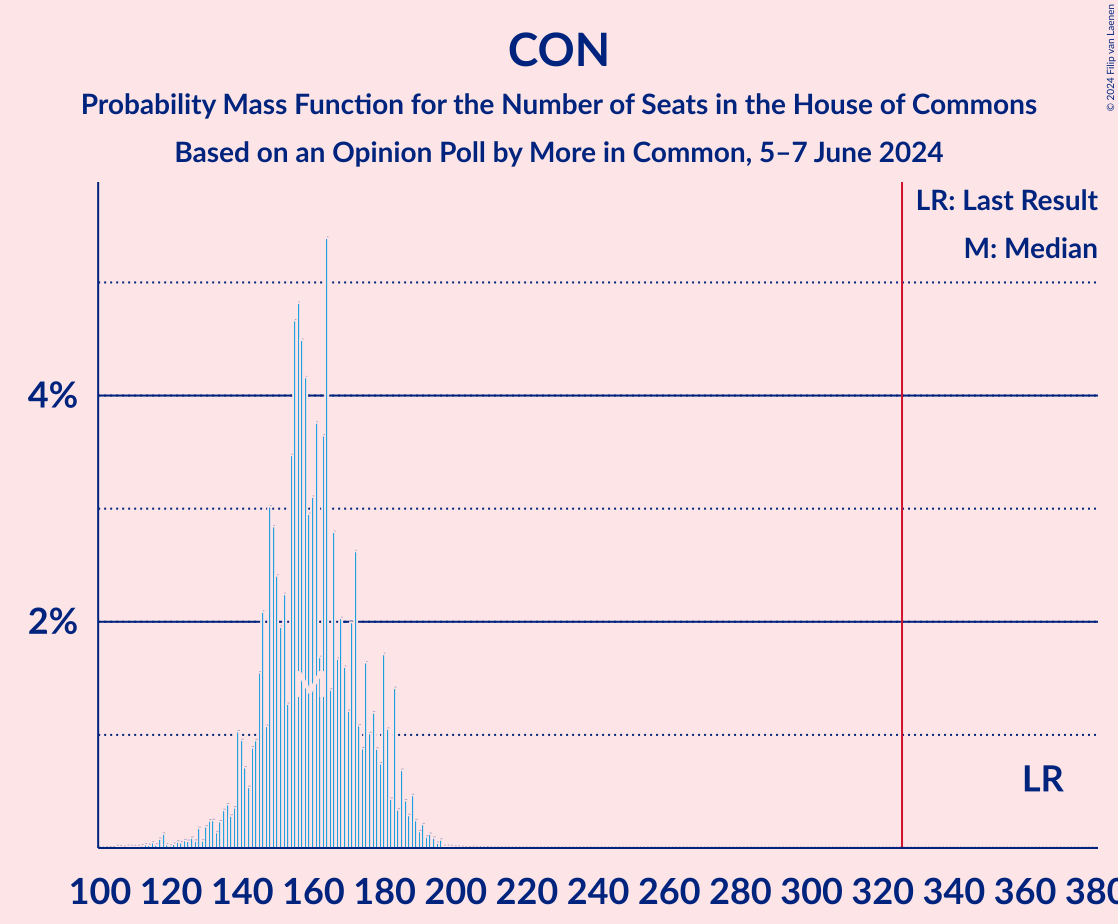 CON
Probability Mass Function for the Number of Seats in the House of Commons
Based on an Opinion Poll by More in Common, 5–7 June 2024
© 2024 Filip van Laenen
LR: Last Result
M: Median
4%
2%
M
LR
100 120 140 160 180 200 220 240 260 280 300 320 340 360 380